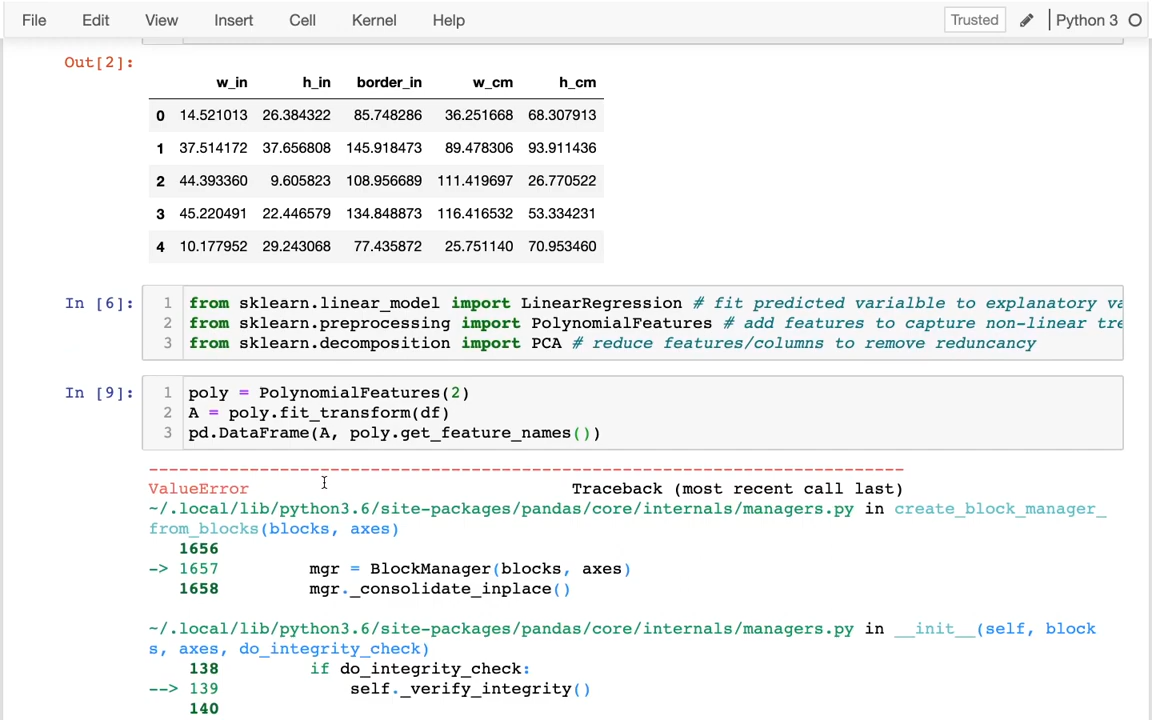 File Edit View Insert Cell Kernel Help Trusted Python 3
Out[2]:
w_in h_in border_in w_cm h_cm
0 14.521013 26.384322 85.748286 36.251668 68.307913
1 37.514172 37.656808 145.918473 89.478306 93.911436
2 44.393360 9.605823 108.956689 111.419697 26.770522
3 45.220491 22.446579 134.848873 116.416532 53.334231
4 10.177952 29.243068 77.435872 25.751140 70.953460
In [6]: 1 from sklearn.linear_model import LinearRegression # fit predicted varialble to explanatory va
2 from sklearn.preprocessing import PolynomialFeatures # add features to capture non-linear tre
3 from sklearn.decomposition import PCA # reduce features/columns to remove reduncancy
In [9]: 1 poly = PolynomialFeatures(2)
2 A = poly.fit_transform(df)
3 pd.DataFrame(A, poly.get_feature_names())
---------------------------------------------------------------------------
ValueError Traceback (most recent call last)
~/.local/lib/python3.6/site-packages/pandas/core/internals/managers.py in create_block_manager_
from_blocks(blocks, axes)
1656
-> 1657 mgr = BlockManager(blocks, axes)
1658 mgr._consolidate_inplace()
~/.local/lib/python3.6/site-packages/pandas/core/internals/managers.py in __init__(self, block
s, axes, do_integrity_check)
138 if do_integrity_check:
--> 139 self._verify_integrity()
140